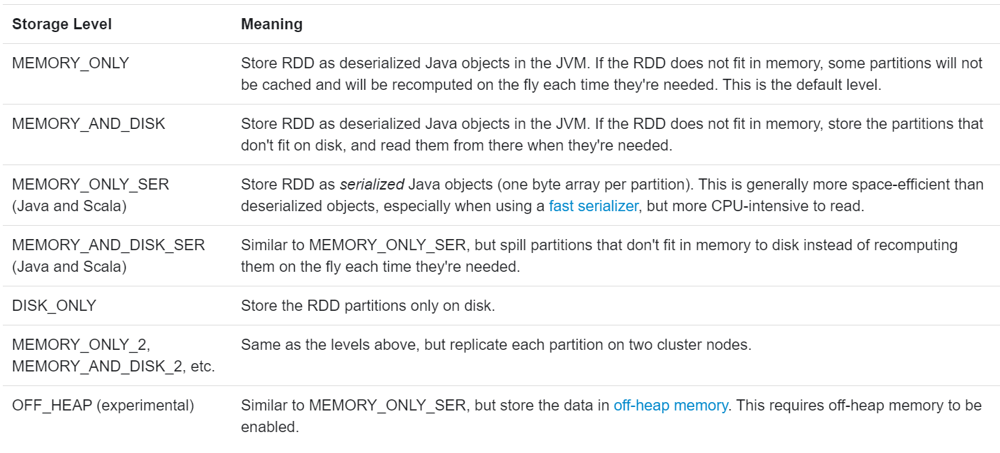 Storage Level Meaning
MEMORY_ONLY Store RDD as deserialized Java objects in the JVM. If the RDD does not fit in memory, some partitions will not
be cached and will be recomputed on the fly each time they're needed. This is the default level.
MEMORY_AND_DISK Store RDD as deserialized Java objects in the JVM. If the RDD does not fit in memory, store the partitions that
don't fit on disk, and read them from there when they're needed.
MEMORY_ONLY_SER Store RDD as serialized Java objects (one byte array per partition). This is generally more space-efficient than
(Java and Scala) deserialized objects, especially when using a fast serializer, but more CPU-intensive to read.
MEMORY_AND_DISK_SER Similar to MEMORY_ONLY_SER, but spill partitions that don't fit in memory to disk instead of recomputing
(Java and Scala) them on the fly each time they're needed.
DISK_ONLY Store the RDD partitions only on disk.
MEMORY_ONLY_2, Same as the levels above, but replicate each partition on two cluster nodes.
MEMORY_AND_DISK_2, etc.
OFF_HEAP (experimental) Similar to MEMORY_ONLY_SER, but store the data in off-heap memory. This requires off-heap memory to be
enabled.